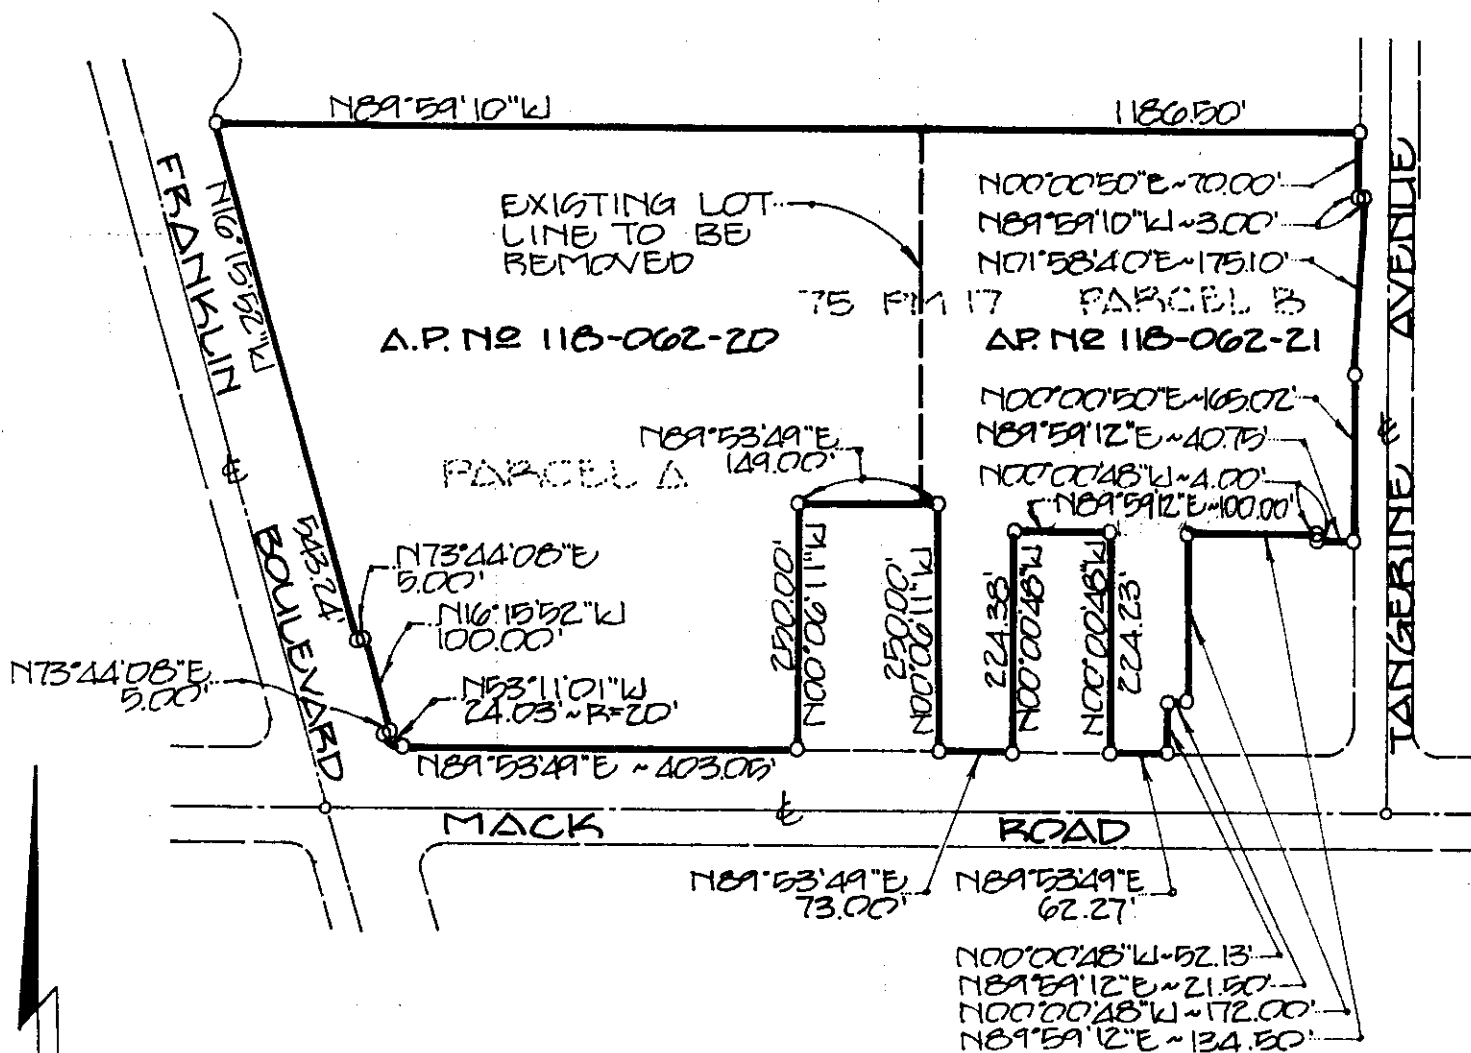 N89°59'10"W
1186.50'
FRANKLIN
BOULEVARD
N16°15'52"W
543.24'
EXISTING LOT
LINE TO BE
REMOVED
N00°00'50"E~70.00'
N89°59'10"W~3.00'
N01°58'40"E~175.10'
75 PM 17
PARCEL B
A.P. No 118-062-20
A.P. No 118-062-21
TANGERINE AVENUE
N00°00'50"E~165.02'
N89°59'12"E~40.75'
N00°00'48"W~4.00'
N89°59'12"E~100.00'
N89°53'49"E
149.00'
PARCEL A
N73°44'08"E
5.00'
N16°15'52"W
100.00'
N73°44'08"E
5.00'
N53°11'01"W
24.03'~R=20'
N89°53'49"E ~403.05'
250.00'
N00°06'11"W
250.00'
N00°06'11"W
224.38'
N00°00'48"W
N00°00'48"W
224.23'
MACK ROAD
N89°53'49"E
73.00'
N89°53'49"E
62.27'
N00°00'48"W~52.13'
N89°59'12"E~21.50'
N00°00'48"W~172.00'
N89°59'12"E~134.50'